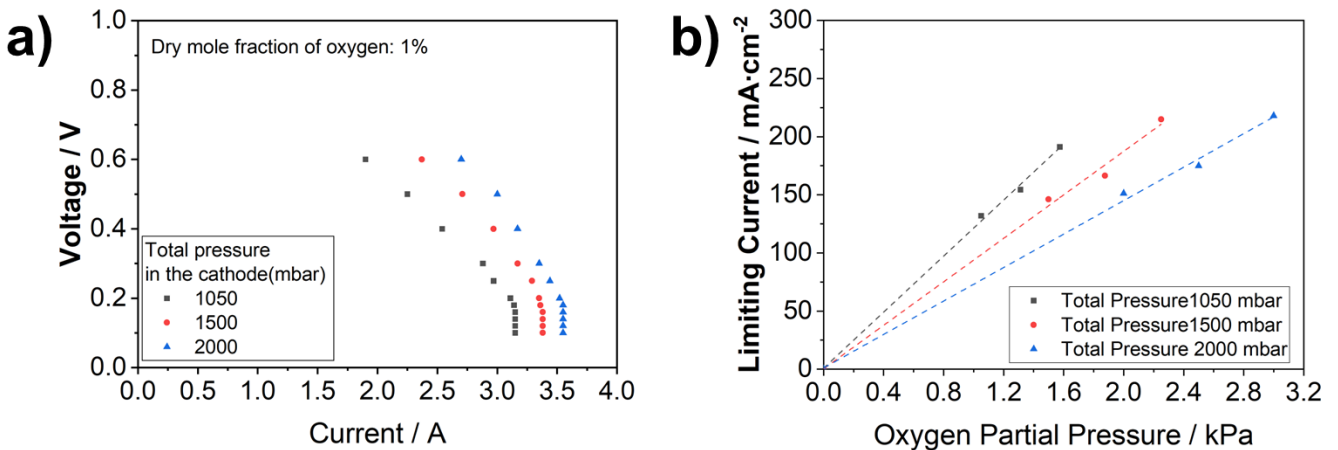 a)
Dry mole fraction of oxygen: 1%
1.0
0.8
0.6
0.4
0.2
0.0
Voltage / V
Total pressure
in the cathode(mbar)
1050
1500
2000
0.0 0.5 1.0 1.5 2.0 2.5 3.0 3.5 4.0
Current / A
b)
300
250
200
150
100
50
0
Limiting Current / mA·cm-2
Total Pressure1050 mbar
Total Pressure1500 mbar
Total Pressure 2000 mbar
0.0 0.4 0.8 1.2 1.6 2.0 2.4 2.8 3.2
Oxygen Partial Pressure / kPa